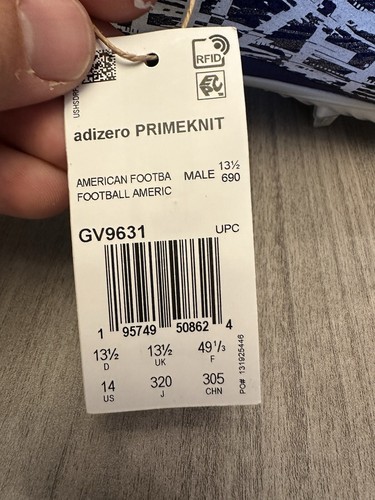 RFID
adizero PRIMEKNIT
AMERICAN FOOTBA MALE 13½
FOOTBALL AMERIC 690
GV9631 UPC
1 95749 50862 4
13½ 13½ 49⅓
D UK F
14 320 305
US J CHN
PO# 131925446